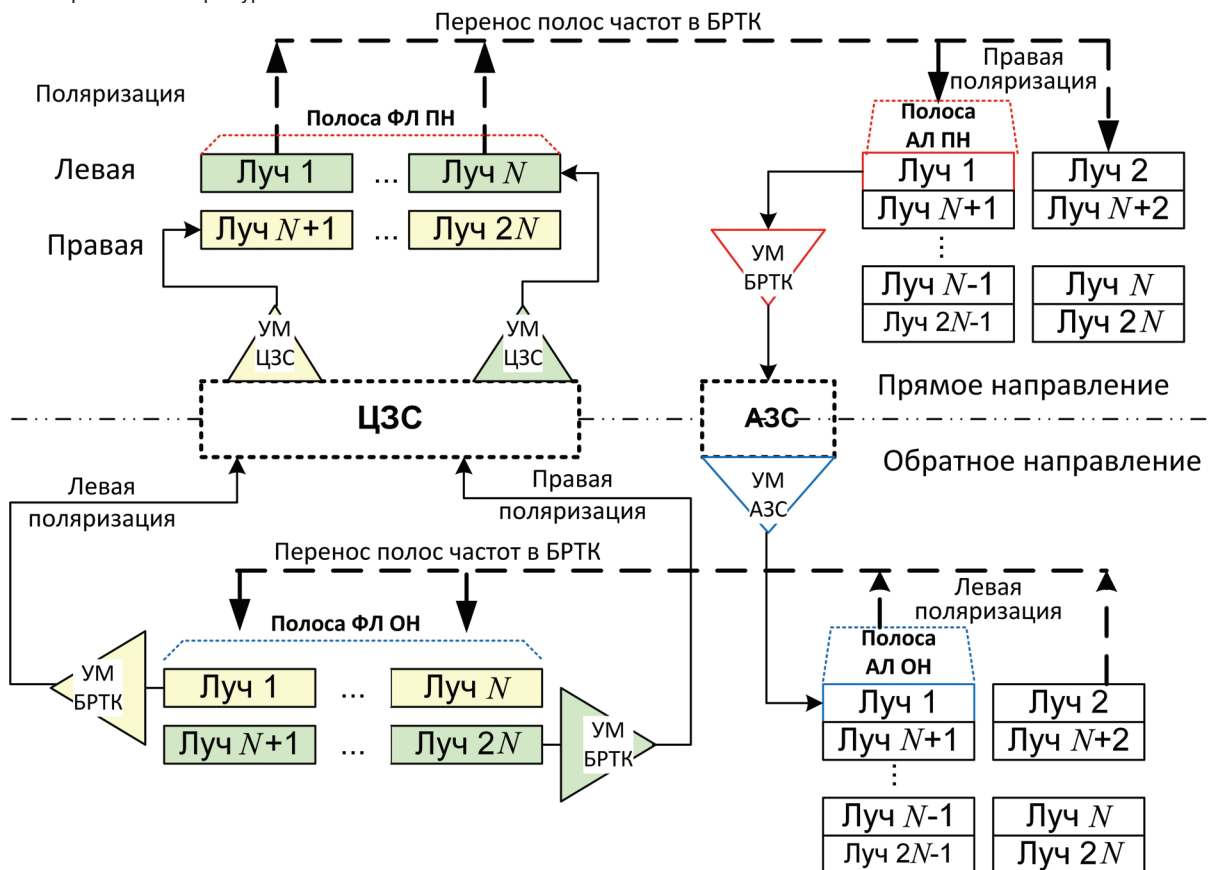 Перенос полос частот в БРТК
Поляризация
Правая
поляризация
Полоса ФЛ ПН
Полоса
АЛ ПН
Левая
Луч 1
...
Луч N
Луч 1
Луч 2
Правая
Луч N+1
...
Луч 2N
Луч N+1
Луч N+2
...
УМ
БРТК
Луч N-1
Луч N
Луч 2N-1
Луч 2N
УМ
ЦЗС
УМ
ЦЗС
Прямое направление
ЦЗС
АЗС
Обратное направление
Левая
поляризация
Правая
поляризация
УМ
АЗС
Перенос полос частот в БРТК
Левая
поляризация
Полоса ФЛ ОН
Полоса
АЛ ОН
УМ
БРТК
Луч 1
...
Луч N
Луч 1
Луч 2
Луч N+1
...
Луч 2N
УМ
БРТК
Луч N+1
Луч N+2
...
Луч N-1
Луч N
Луч 2N-1
Луч 2N